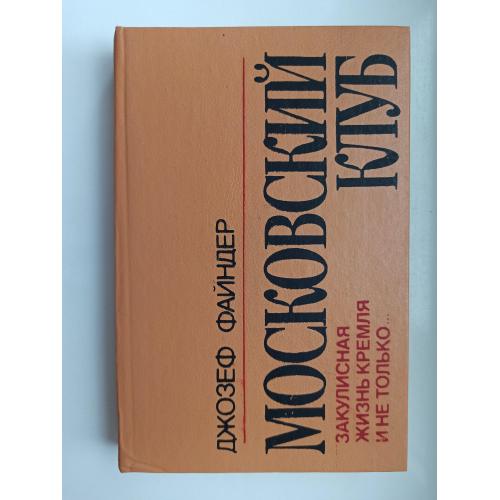 ДЖОЗЕФ ФАЙНДЕР
МОСКОВСКИЙ
КЛУБ
ЗАКУЛИСНАЯ
ЖИЗНЬ КРЕМЛЯ
И НЕ ТОЛЬКО...